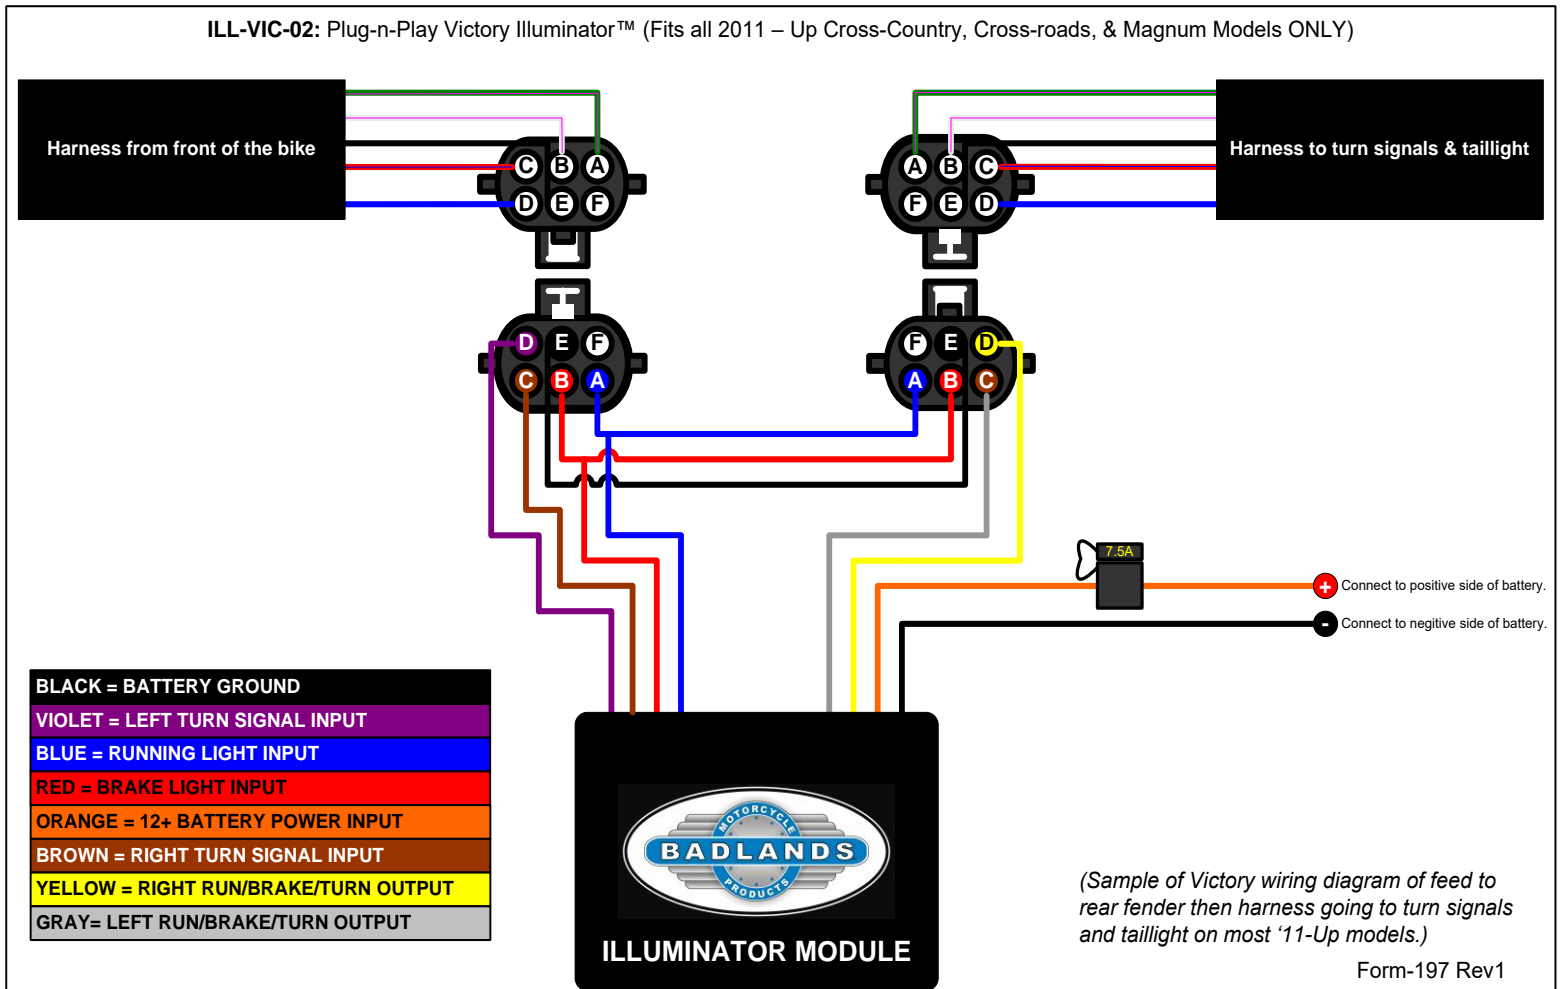 ILL-VIC-02: Plug-n-Play Victory Illuminator™ (Fits all 2011 – Up Cross-Country, Cross-roads, & Magnum Models ONLY)
Harness from front of the bike
Harness to turn signals & taillight
C B A
D E F
A B C
F E D
D E F
C B A
F E D
A B C
7.5A
+ Connect to positive side of battery.
- Connect to negitive side of battery.
BLACK = BATTERY GROUND
VIOLET = LEFT TURN SIGNAL INPUT
BLUE = RUNNING LIGHT INPUT
RED = BRAKE LIGHT INPUT
ORANGE = 12+ BATTERY POWER INPUT
BROWN = RIGHT TURN SIGNAL INPUT
YELLOW = RIGHT RUN/BRAKE/TURN OUTPUT
GRAY= LEFT RUN/BRAKE/TURN OUTPUT
MOTORCYCLE
BADLANDS
PRODUCTS
ILLUMINATOR MODULE
(Sample of Victory wiring diagram of feed to
rear fender then harness going to turn signals
and taillight on most ‘11-Up models.)
Form-197 Rev1